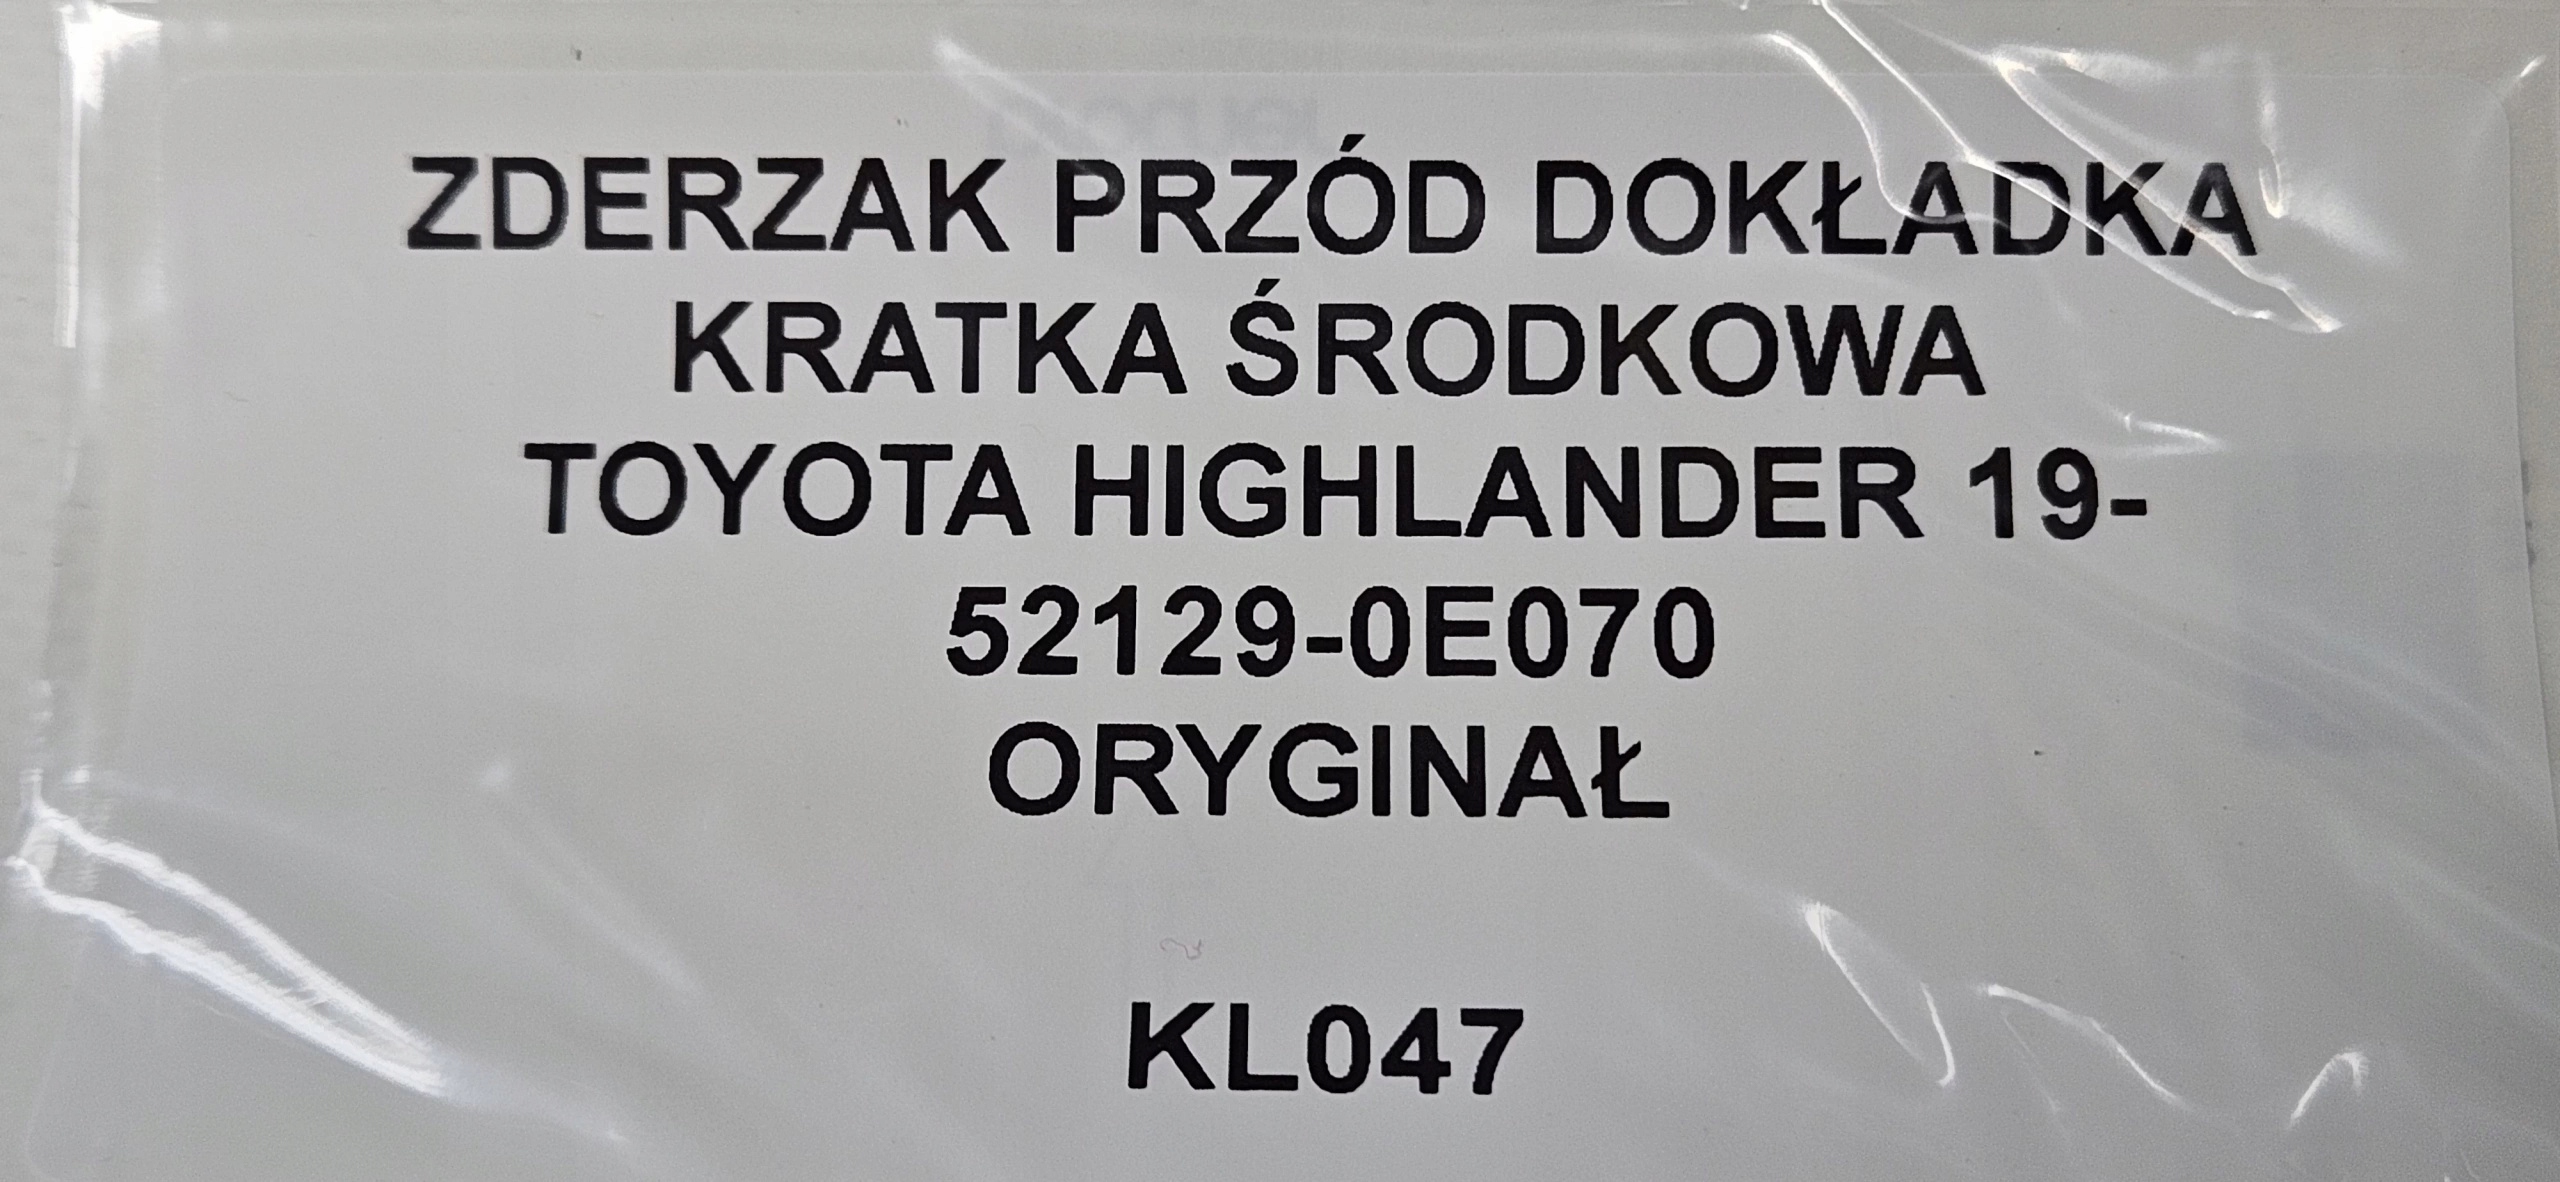 ZDERZAK PRZÓD DOKŁADKA
KRATKA ŚRODKOWA
TOYOTA HIGHLANDER 19-
52129-0E070
ORYGINAŁ
KL047